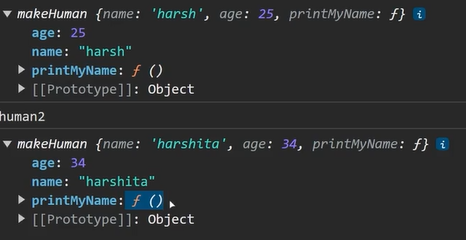 makeHuman {name: 'harsh', age: 25, printMyName: ƒ} i
age: 25
name: "harsh"
printMyName: ƒ ()
[[Prototype]]: Object
human2
makeHuman {name: 'harshita', age: 34, printMyName: ƒ} i
age: 34
name: "harshita"
printMyName: ƒ ()
[[Prototype]]: Object